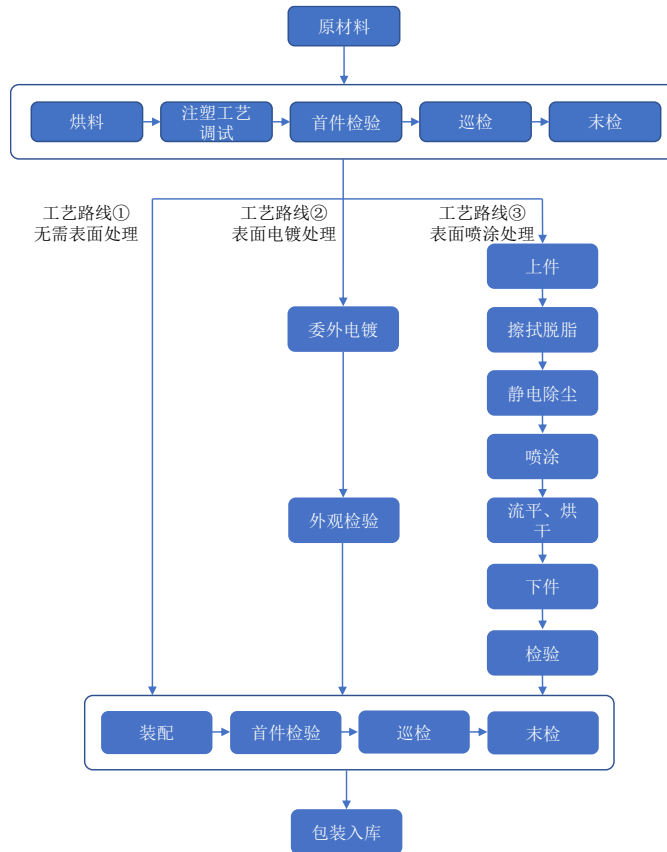 原材料
烘料
注塑工艺
调试
首件检验
巡检
末检
工艺路线①
无需表面处理
工艺路线②
表面电镀处理
工艺路线③
表面喷涂处理
上件
委外电镀
擦拭脱脂
静电除尘
喷涂
外观检验
流平、烘
干
下件
检验
装配
首件检验
巡检
末检
包装入库